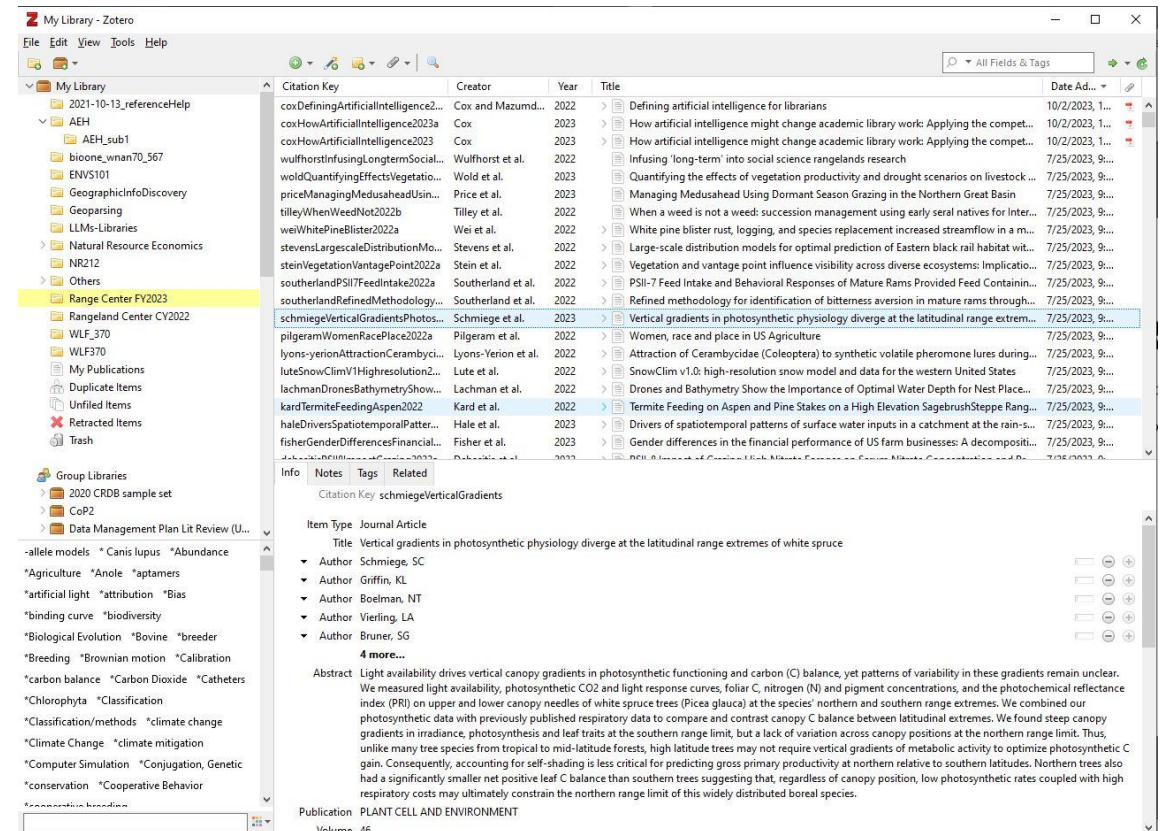 My Library - Zotero
File Edit View Tools Help
All Fields & Tags
My Library
2021-10-13_referenceHelp
AEH
AEH_sub1
bioone_wnan70_567
ENVS101
GeographicInfoDiscovery
Geoparsing
LLMs-Libraries
Natural Resource Economics
NR212
Others
Range Center FY2023
Rangeland Center CY2022
WLF_370
WLF370
My Publications
Duplicate Items
Unfiled Items
Retracted Items
Trash
Group Libraries
2020 CRDB sample set
CoP2
Data Management Plan Lit Review (U...
-allele models * Canis lupus *Abundance
*Agriculture *Anole *aptamers
*artificial light *attribution *Bias
*binding curve *biodiversity
*Biological Evolution *Bovine *breeder
*Breeding *Brownian motion *Calibration
*carbon balance *Carbon Dioxide *Catheters
*Chlorophyta *Classification
*Classification/methods *climate change
*Climate Change *climate mitigation
*Computer Simulation *Conjugation, Genetic
*conservation *Cooperative Behavior
*cooperative breeding
Citation Key Creator Year Title Date Ad...
coxDefiningArtificialIntelligence2... Cox and Mazumd... 2022 Defining artificial intelligence for librarians 10/2/2023, 1...
coxHowArtificialIntelligence2023a Cox 2023 How artificial intelligence might change academic library work: Applying the compet... 10/2/2023, 1...
coxHowArtificialIntelligence2023 Cox 2023 How artificial intelligence might change academic library work: Applying the compet... 10/2/2023, 1...
wulfhorstInfusingLongtermSocial... Wulfhorst et al. 2022 Infusing 'long-term' into social science rangelands research 7/25/2023, 9:...
woldQuantifyingEffectsVegetatio... Wold et al. 2023 Quantifying the effects of vegetation productivity and drought scenarios on livestock ... 7/25/2023, 9:...
priceManagingMedusaheadUsin... Price et al. 2023 Managing Medusahead Using Dormant Season Grazing in the Northern Great Basin 7/25/2023, 9:...
tilleyWhenWeedNot2022b Tilley et al. 2022 When a weed is not a weed: succession management using early seral natives for Inter... 7/25/2023, 9:...
weiWhitePineBlister2022a Wei et al. 2022 White pine blister rust, logging, and species replacement increased streamflow in a m... 7/25/2023, 9:...
stevensLargescaleDistributionMo... Stevens et al. 2022 Large-scale distribution models for optimal prediction of Eastern black rail habitat wit... 7/25/2023, 9:...
steinVegetationVantagePoint2022a Stein et al. 2022 Vegetation and vantage point influence visibility across diverse ecosystems: Implicatio... 7/25/2023, 9:...
southerlandPSII7FeedIntake2022a Southerland et al. 2022 PSII-7 Feed Intake and Behavioral Responses of Mature Rams Provided Feed Containin... 7/25/2023, 9:...
southerlandRefinedMethodology... Southerland et al. 2022 Refined methodology for identification of bitterness aversion in mature rams through... 7/25/2023, 9:...
schmiegeVerticalGradientsPhotos... Schmiege et al. 2023 Vertical gradients in photosynthetic physiology diverge at the latitudinal range extrem... 7/25/2023, 9:...
pilgeramWomenRacePlace2022a Pilgeram et al. 2022 Women, race and place in US Agriculture 7/25/2023, 9:...
lyons-yerionAttractionCerambyci... Lyons-Yerion et al. 2022 Attraction of Cerambycidae (Coleoptera) to synthetic volatile pheromone lures during... 7/25/2023, 9:...
luteSnowClimV1Highresolution2... Lute et al. 2022 SnowClim v1.0: high-resolution snow model and data for the western United States 7/25/2023, 9:...
lachmanDronesBathymetryShow... Lachman et al. 2022 Drones and Bathymetry Show the Importance of Optimal Water Depth for Nest Place... 7/25/2023, 9:...
kardTermiteFeedingAspen2022 Kard et al. 2022 Termite Feeding on Aspen and Pine Stakes on a High Elevation SagebrushSteppe Rang... 7/25/2023, 9:...
haleDriversSpatiotemporalPatter... Hale et al. 2023 Drivers of spatiotemporal patterns of surface water inputs in a catchment at the rain-s... 7/25/2023, 9:...
fisherGenderDifferencesFinancial... Fisher et al. 2023 Gender differences in the financial performance of US farm businesses: A decompositi... 7/25/2023, 9:...
Info Notes Tags Related
Citation Key schmiegeVerticalGradients
Item Type Journal Article
Title Vertical gradients in photosynthetic physiology diverge at the latitudinal range extremes of white spruce
Author Schmiege, SC
Author Griffin, KL
Author Boelman, NT
Author Vierling, LA
Author Bruner, SG
4 more...
Abstract Light availability drives vertical canopy gradients in photosynthetic functioning and carbon (C) balance, yet patterns of variability in these gradients remain unclear.
We measured light availability, photosynthetic CO2 and light response curves, foliar C, nitrogen (N) and pigment concentrations, and the photochemical reflectance
index (PRI) on upper and lower canopy needles of white spruce trees (Picea glauca) at the species' northern and southern range extremes. We combined our
photosynthetic data with previously published respiratory data to compare and contrast canopy C balance between latitudinal extremes. We found steep canopy
gradients in irradiance, photosynthesis and leaf traits at the southern range limit, but a lack of variation across canopy positions at the northern range limit. Thus,
unlike many tree species from tropical to mid-latitude forests, high latitude trees may not require vertical gradients of metabolic activity to optimize photosynthetic C
gain. Consequently, accounting for self-shading is less critical for predicting gross primary productivity at northern relative to southern latitudes. Northern trees also
had a significantly smaller net positive leaf C balance than southern trees suggesting that, regardless of canopy position, low photosynthetic rates coupled with high
respiratory costs may ultimately constrain the northern range limit of this widely distributed boreal species.
Publication PLANT CELL AND ENVIRONMENT
Volume 46